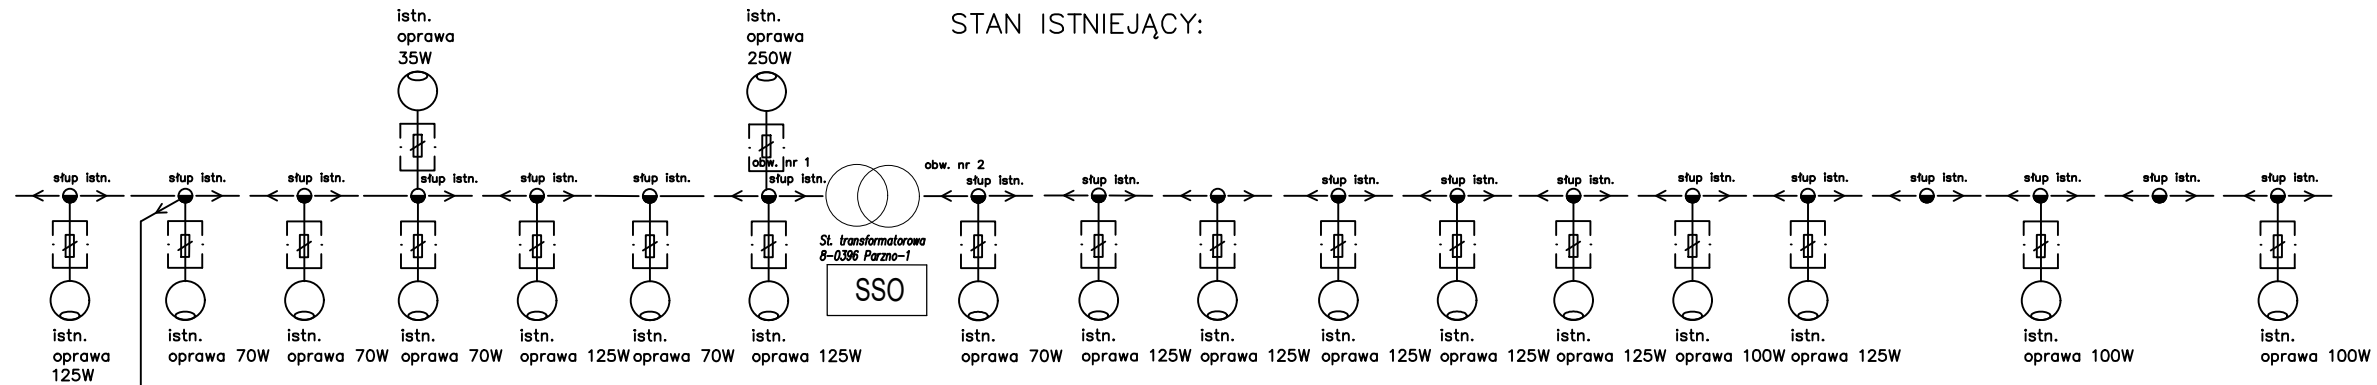 STAN ISTNIEJĄCY:
istn.
oprawa
35W
istn.
oprawa
250W
słup istn.
słup istn.
słup istn.
słup istn.
słup istn.
słup istn.
obw. nr 1
słup istn.
obw. nr 2
słup istn.
słup istn.
słup istn.
słup istn.
słup istn.
słup istn.
słup istn.
słup istn.
słup istn.
słup istn.
słup istn.
St. transformatorowa
8-0396 Parzno-1
SSO
istn.
oprawa
125W
istn.
oprawa 70W
istn.
oprawa 70W
istn.
oprawa 70W
istn.
oprawa 125W
istn.
oprawa 70W
istn.
oprawa 125W
istn.
oprawa 70W
istn.
oprawa 125W
istn.
oprawa 125W
istn.
oprawa 125W
istn.
oprawa 125W
istn.
oprawa 125W
istn.
oprawa 100W
istn.
oprawa 125W
istn.
oprawa 100W
istn.
oprawa 100W